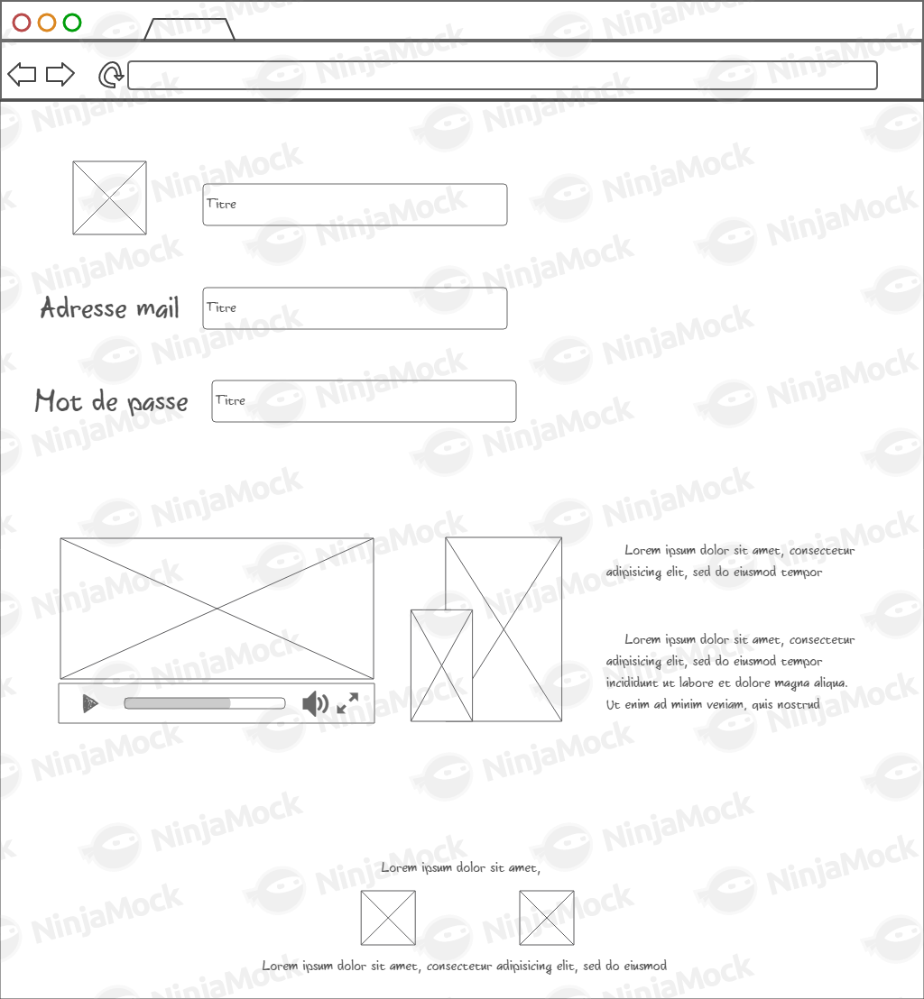 Titre
Adresse mail
Titre
Mot de passe
Titre
Lorem ipsum dolor sit amet, consectetur
adipisicing elit, sed do eiusmod tempor
Lorem ipsum dolor sit amet, consectetur
adipisicing elit, sed do eiusmod tempor
incididunt ut labore et dolore magna aliqua.
Ut enim ad minim veniam, quis nostrud
Lorem ipsum dolor sit amet,
Lorem ipsum dolor sit amet, consectetur adipisicing elit, sed do eiusmod
NinjaMock